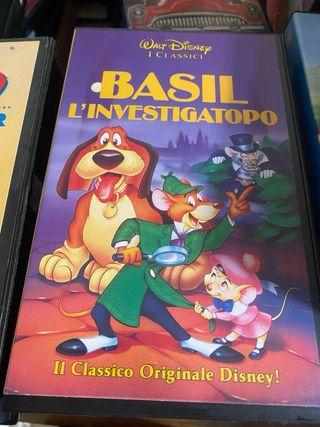 WALT DISNEY
I CLASSICI
BASIL
L'INVESTIGATOPO
Il Classico Originale Disney!